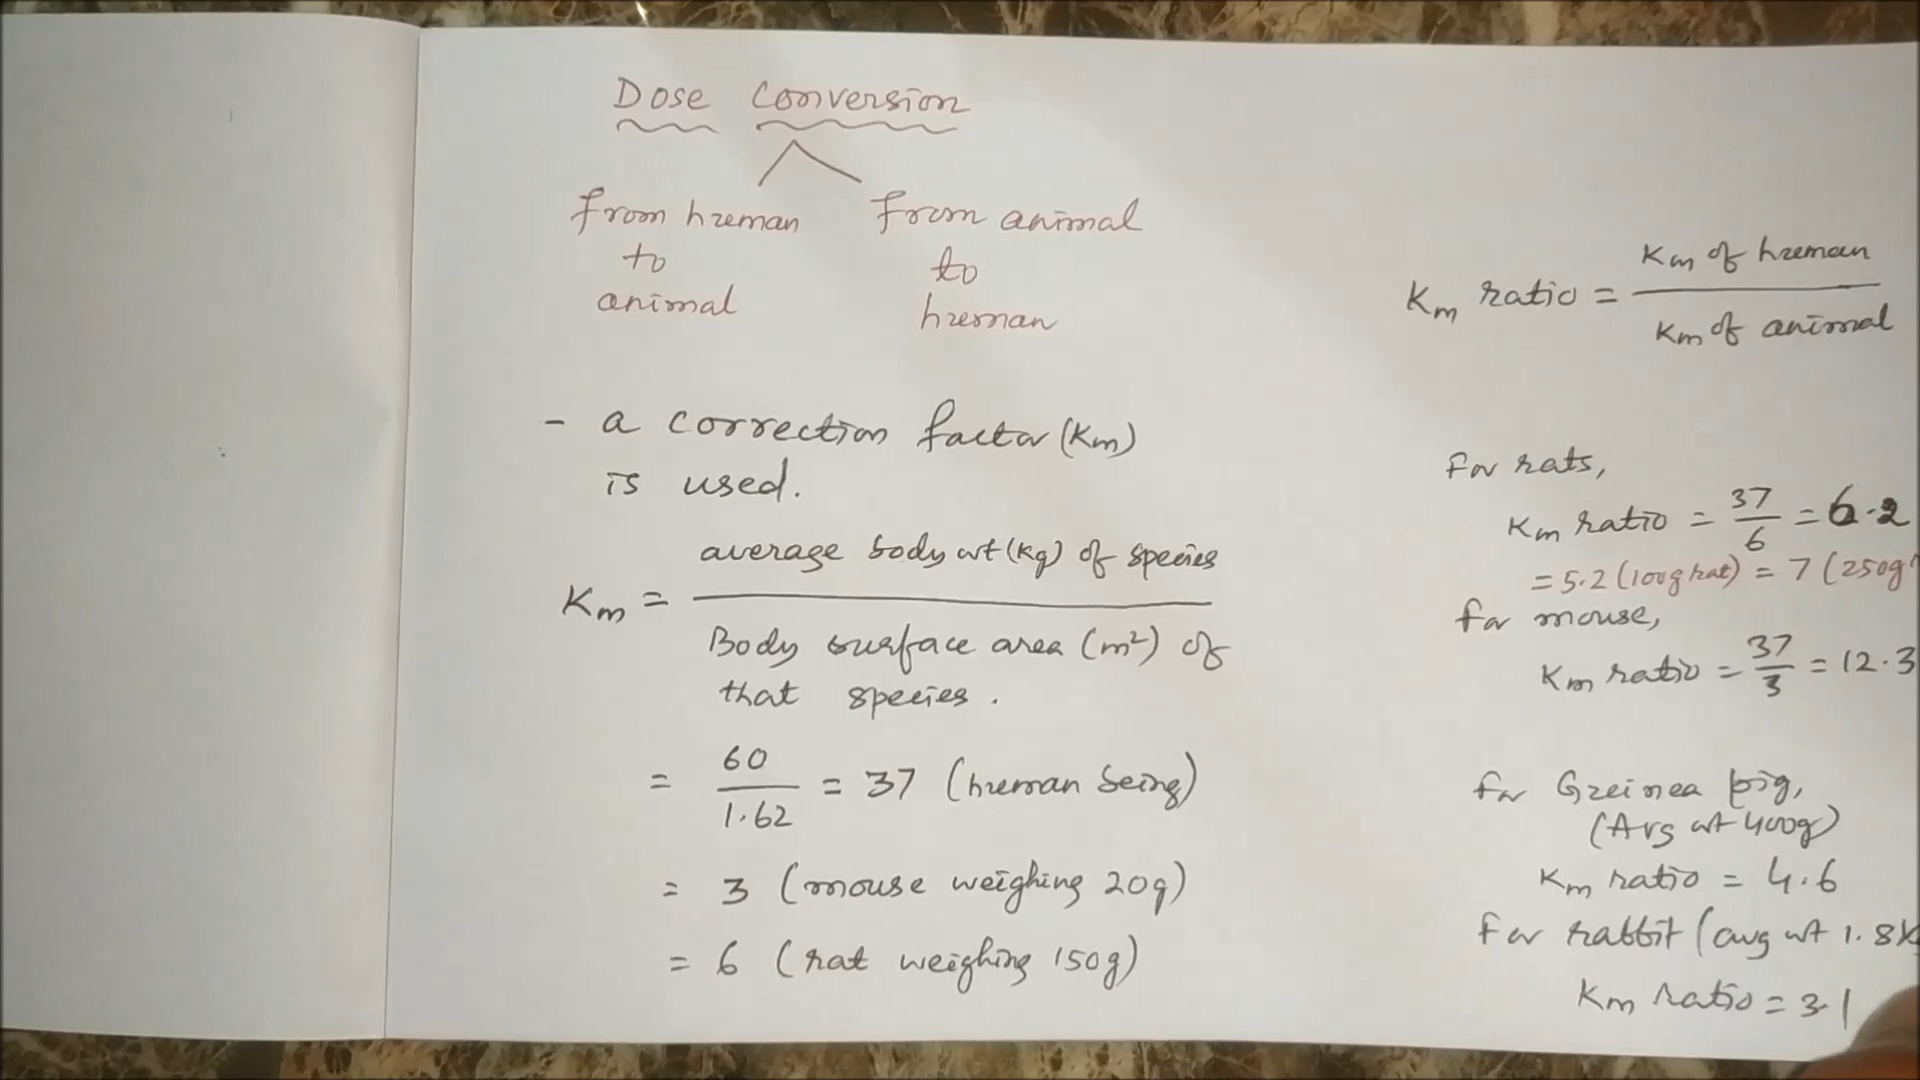 Dose Conversion
from human
to
animal
from animal
to
human
- a correction factor (Km)
is used.
Km = average body wt (kg) of species
Body surface area (m²) of
that species.
= 60
1.62
= 37 (human being)
= 3 (mouse weighing 20g)
= 6 (rat weighing 150g)
Km ratio = Km of human
Km of animal
For rats,
Km ratio = 37
6
= 6.2
= 5.2 (100g rat) = 7 (250g
for mouse,
Km ratio = 37
3
= 12.3
for Guinea pig,
(Avg wt 400g)
Km ratio = 4.6
for rabbit (avg wt 1.8k
Km ratio = 3.1